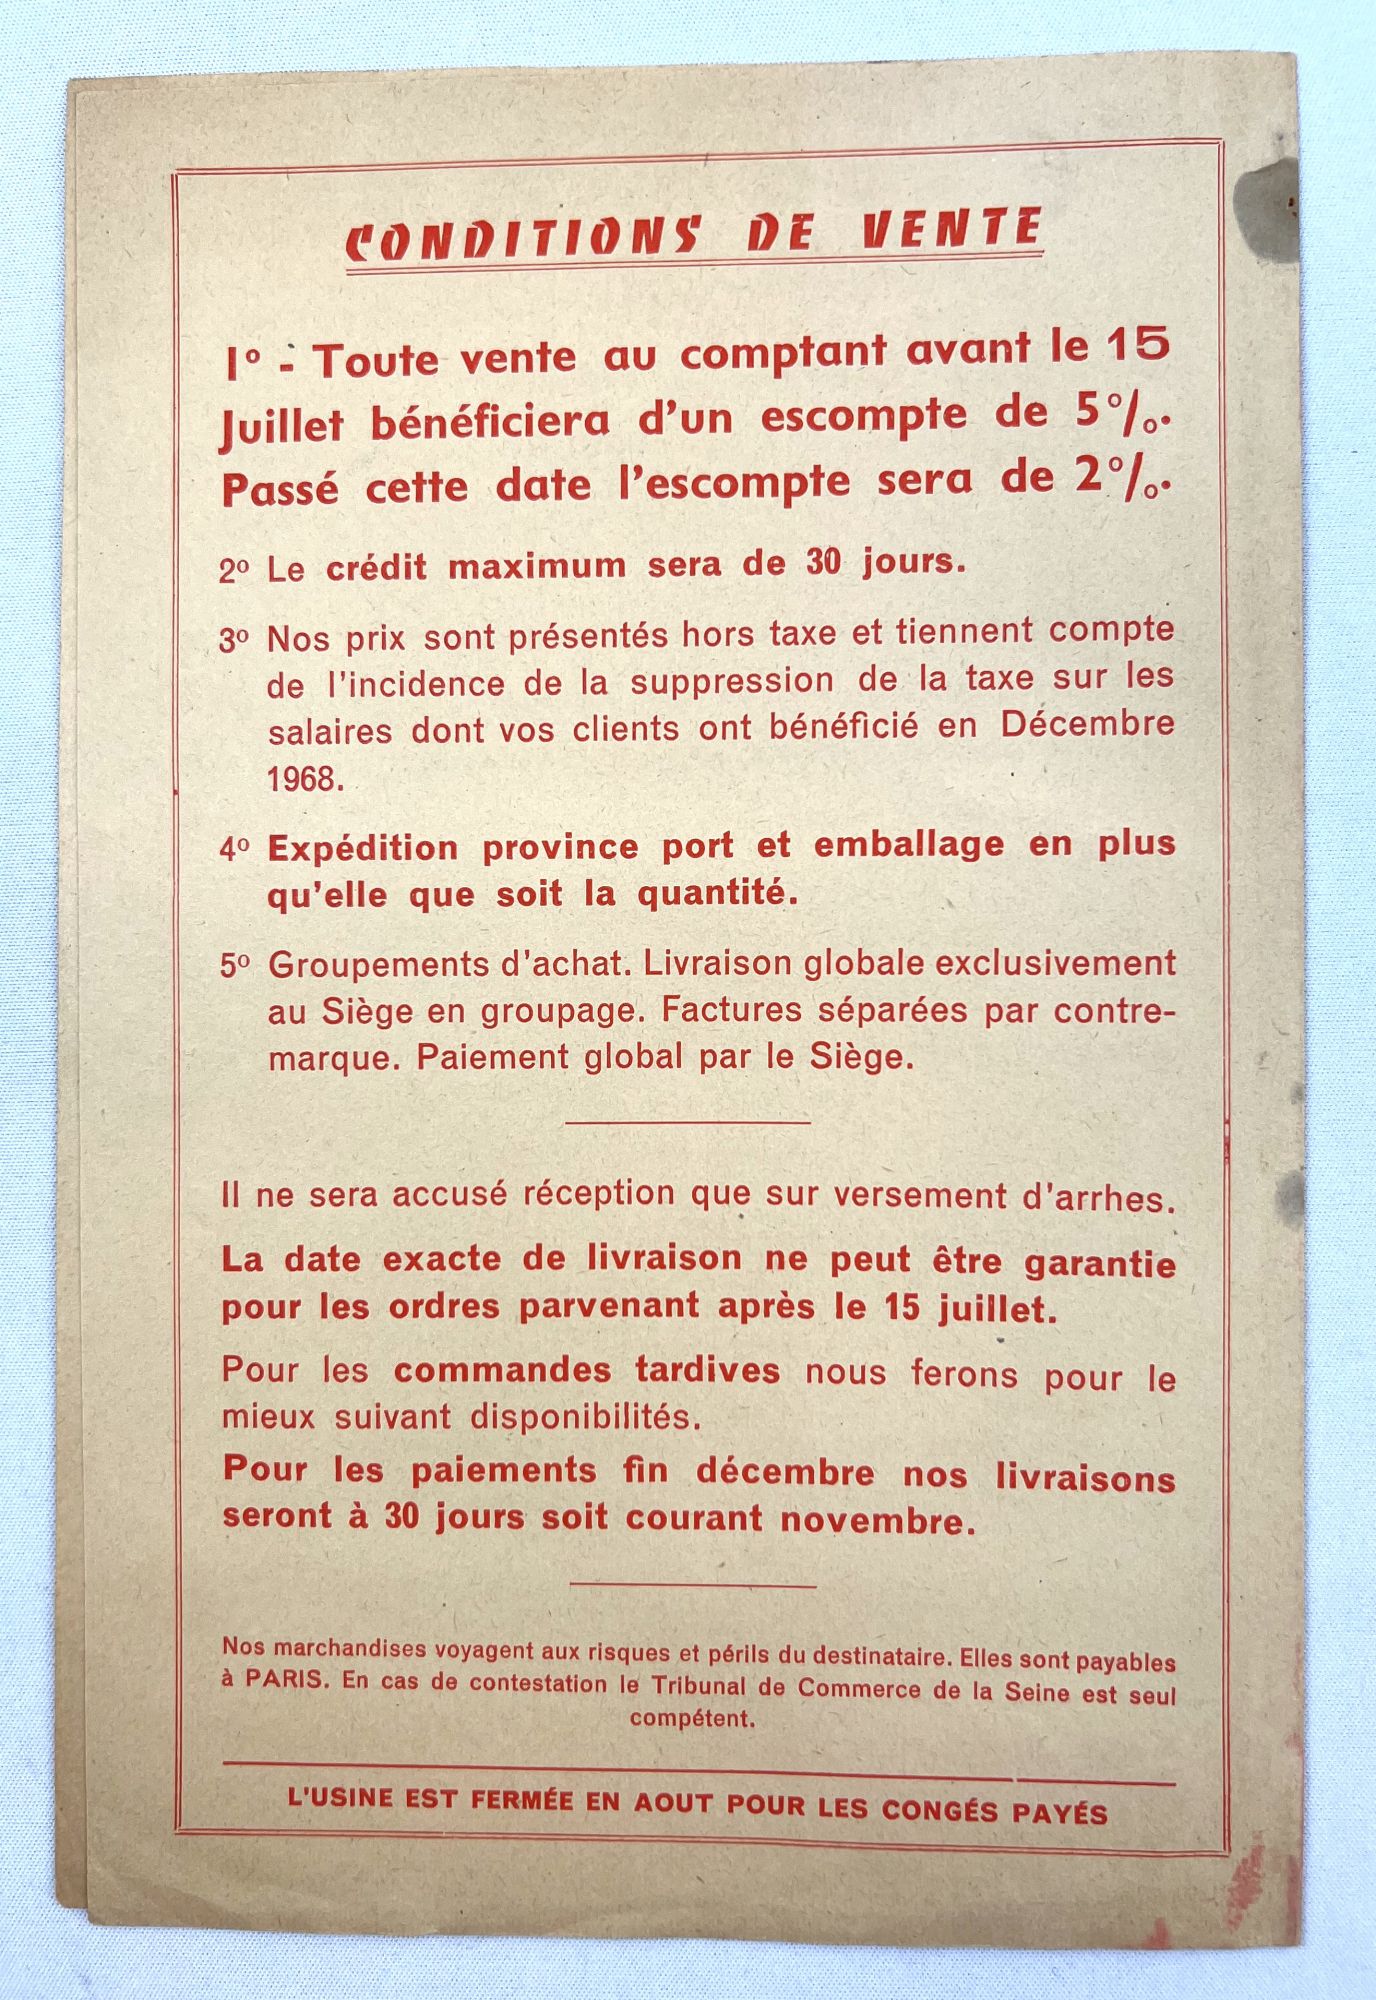 CONDITIONS DE VENTE
1º - Toute vente au comptant avant le 15
Juillet bénéficiera d'un escompte de 5%.
Passé cette date l'escompte sera de 2%.
2º Le crédit maximum sera de 30 jours.
3º Nos prix sont présentés hors taxe et tiennent compte
de l'incidence de la suppression de la taxe sur les
salaires dont vos clients ont bénéficié en Décembre
1968.
4º Expédition province port et emballage en plus
qu'elle que soit la quantité.
5º Groupements d'achat. Livraison globale exclusivement
au Siège en groupage. Factures séparées par contre-
marque. Paiement global par le Siège.
Il ne sera accusé réception que sur versement d'arrhes.
La date exacte de livraison ne peut être garantie
pour les ordres parvenant après le 15 juillet.
Pour les commandes tardives nous ferons pour le
mieux suivant disponibilités.
Pour les paiements fin décembre nos livraisons
seront à 30 jours soit courant novembre.
Nos marchandises voyagent aux risques et périls du destinataire. Elles sont payables
à PARIS. En cas de contestation le Tribunal de Commerce de la Seine est seul
compétent.
L'USINE EST FERMÉE EN AOUT POUR LES CONGÉS PAYÉS